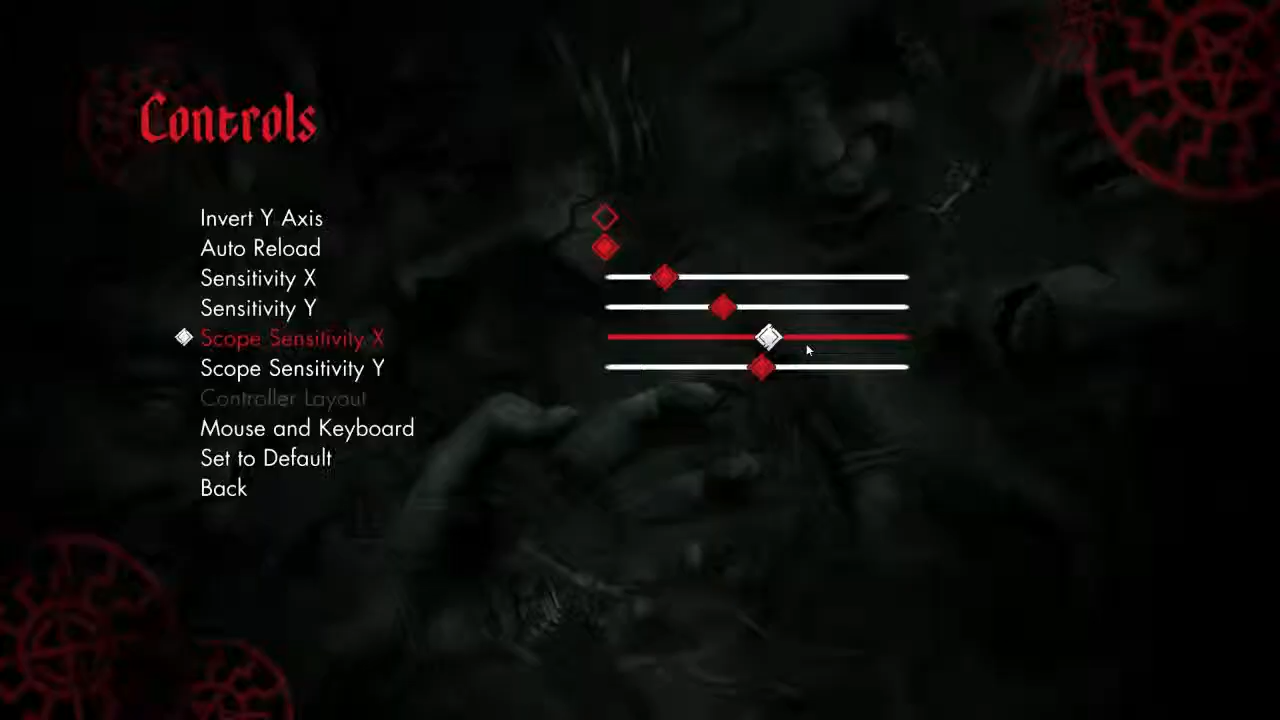 Controls
Invert Y Axis
Auto Reload
Sensitivity X
Sensitivity Y
Scope Sensitivity X
Scope Sensitivity Y
Controller Layout
Mouse and Keyboard
Set to Default
Back